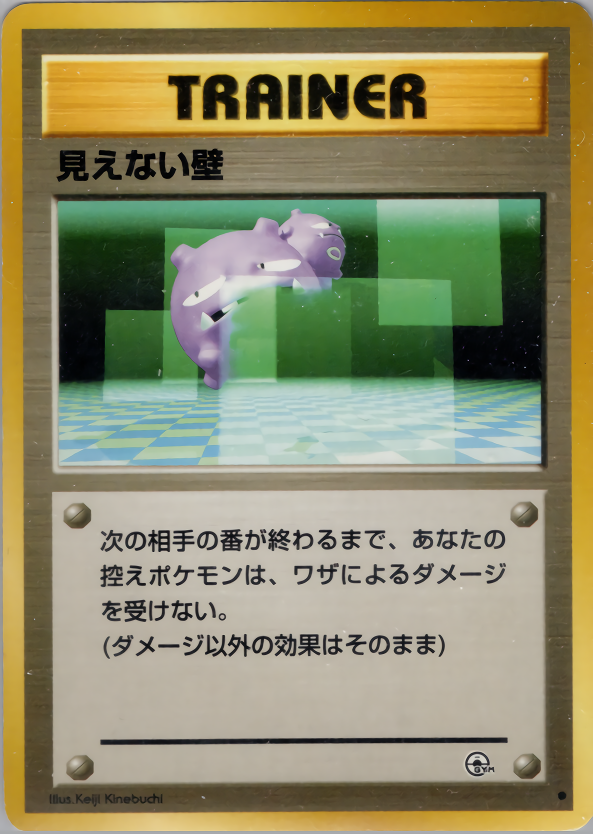 TRAINER
見えない壁
次の相手の番が終わるまで、あなたの
控えポケモンは、ワザによるダメージ
を受けない。
(ダメージ以外の効果はそのまま)
GYM
Illus.Keiji Kinebuchi